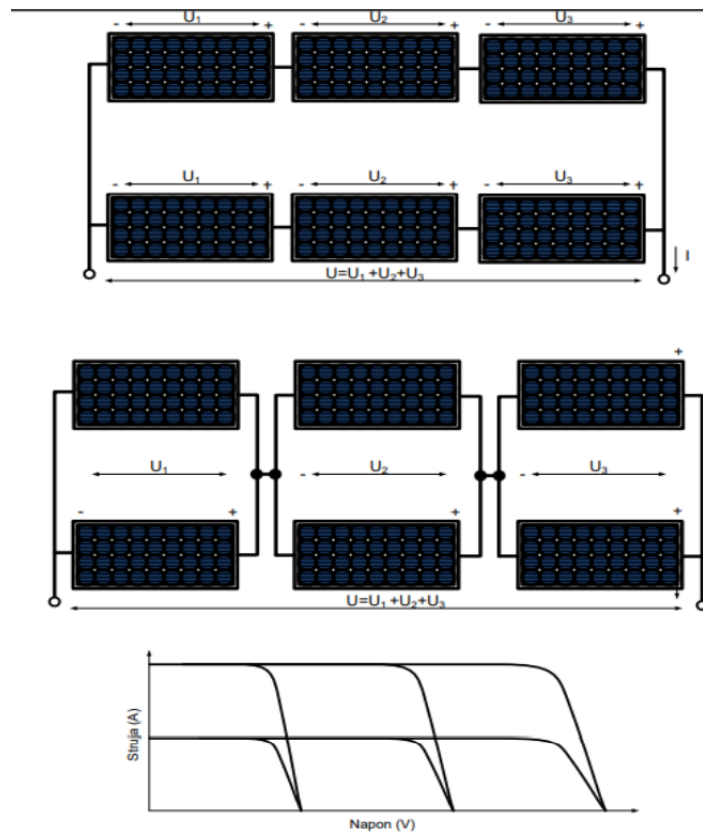 - U₁ + - U₂ + - U₃ +
- U₁ + - U₂ + - U₃ +
I
U=U₁ +U₂+U₃
+
U₁ - U₂ - U₃
- + + +
U=U₁ +U₂+U₃
Struja (A)
Napon (V)